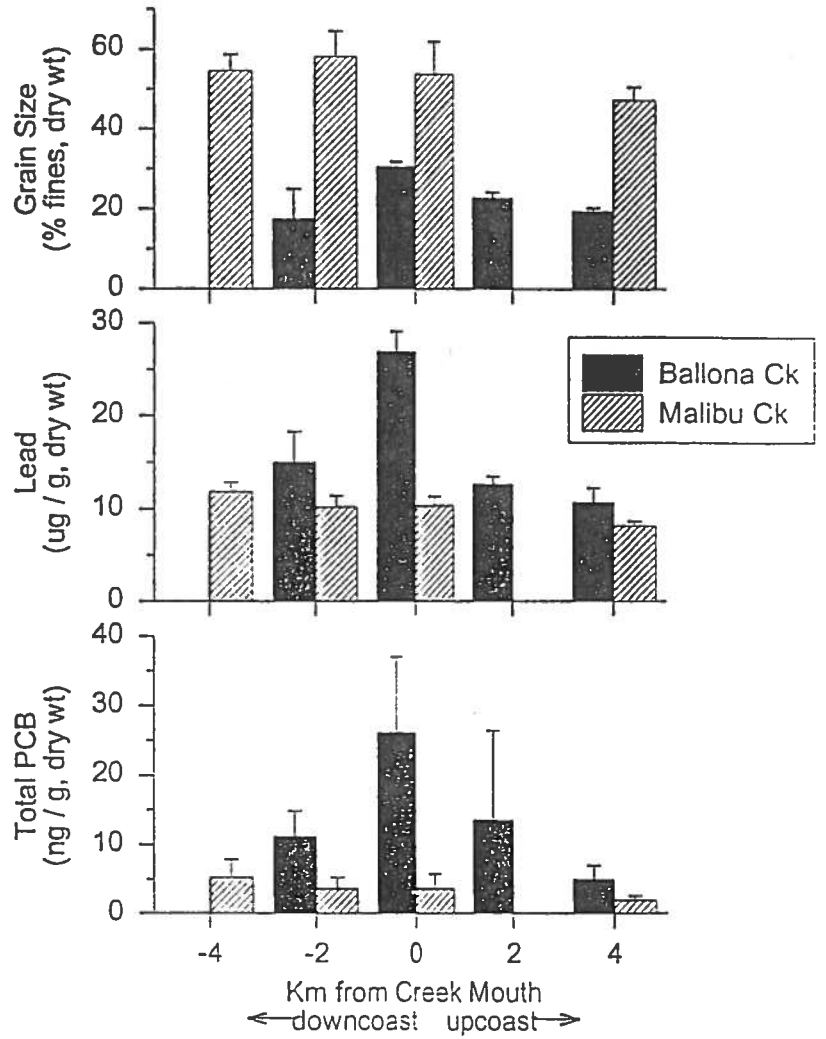 Grain Size
(% fines, dry wt)
60
40
20
0
Lead
(ug / g, dry wt)
30
20
10
0
Ballona Ck
Malibu Ck
Total PCB
(ng / g, dry wt)
40
30
20
10
0
-4 -2 0 2 4
Km from Creek Mouth
downcoast upcoast